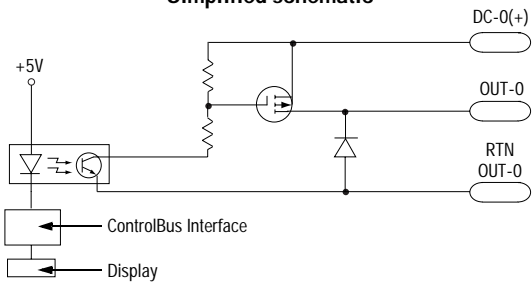 Simplified schematic
DC-0(+)
+5V
OUT-0
RTN
OUT-0
ControlBus Interface
Display